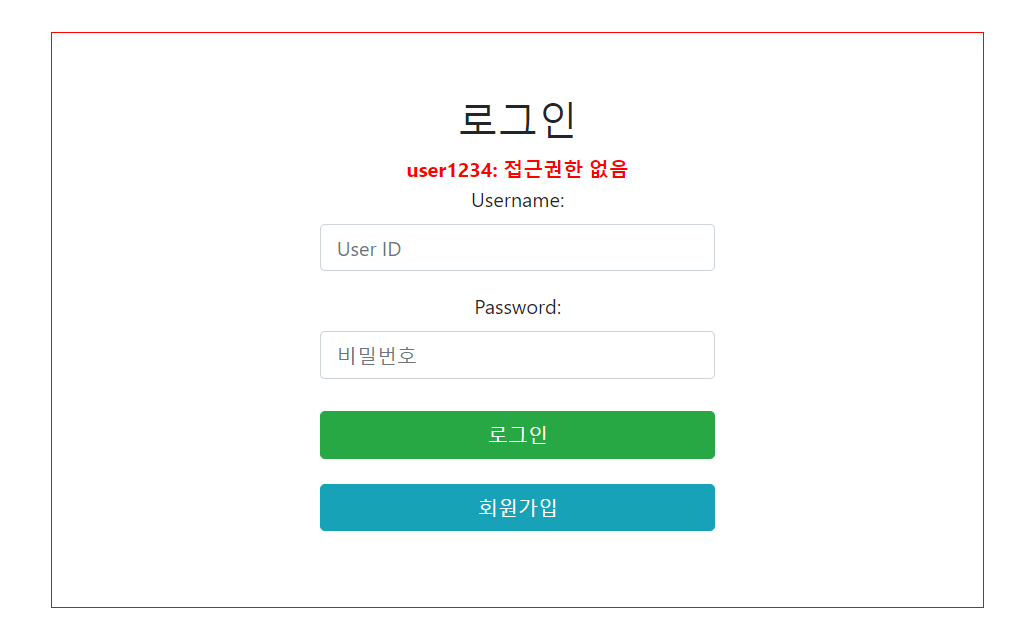 로그인
user1234: 접근권한 없음
Username:
User ID
Password:
비밀번호
로그인
회원가입